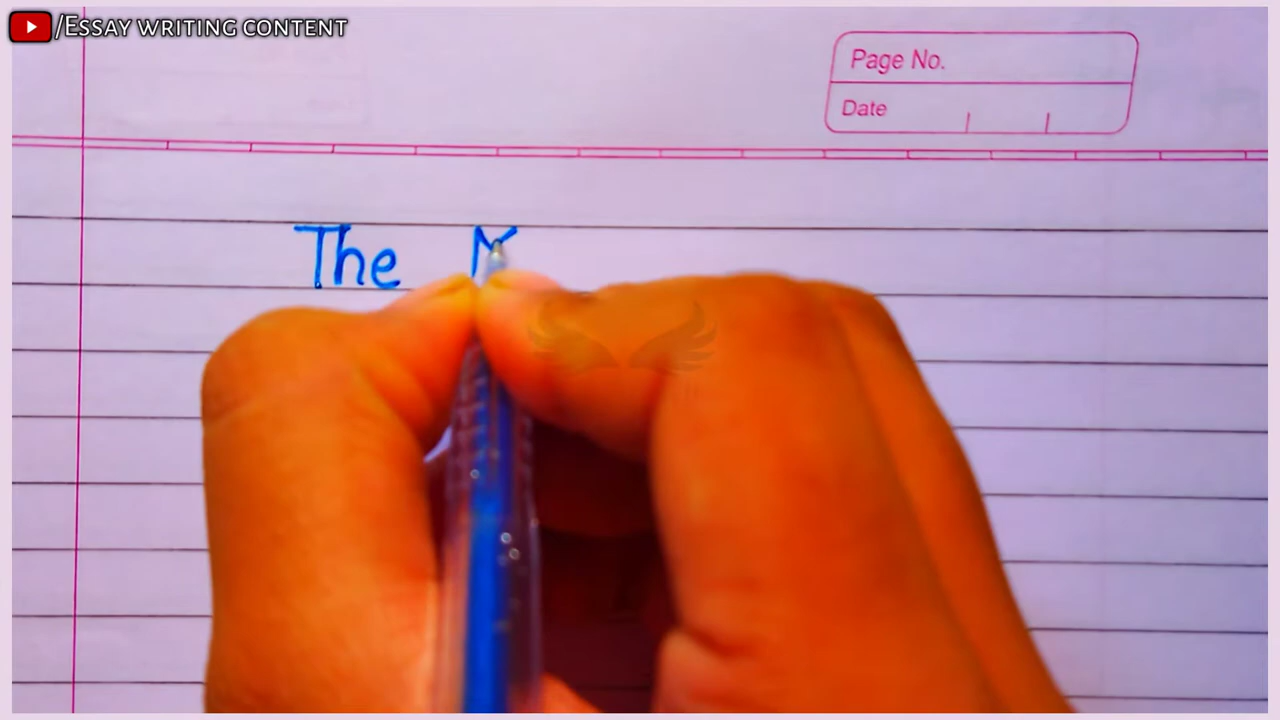 /Essay writing content
Page No.
Date
The